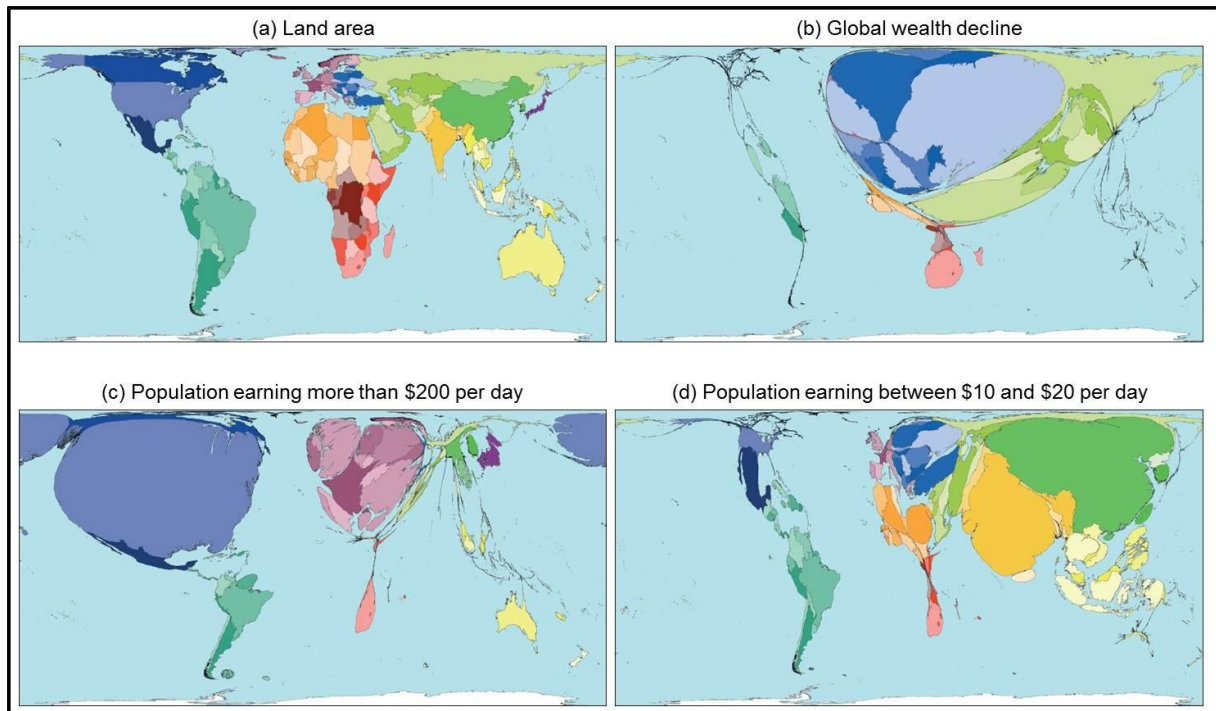 (a) Land area
(b) Global wealth decline
(c) Population earning more than $200 per day
(d) Population earning between $10 and $20 per day